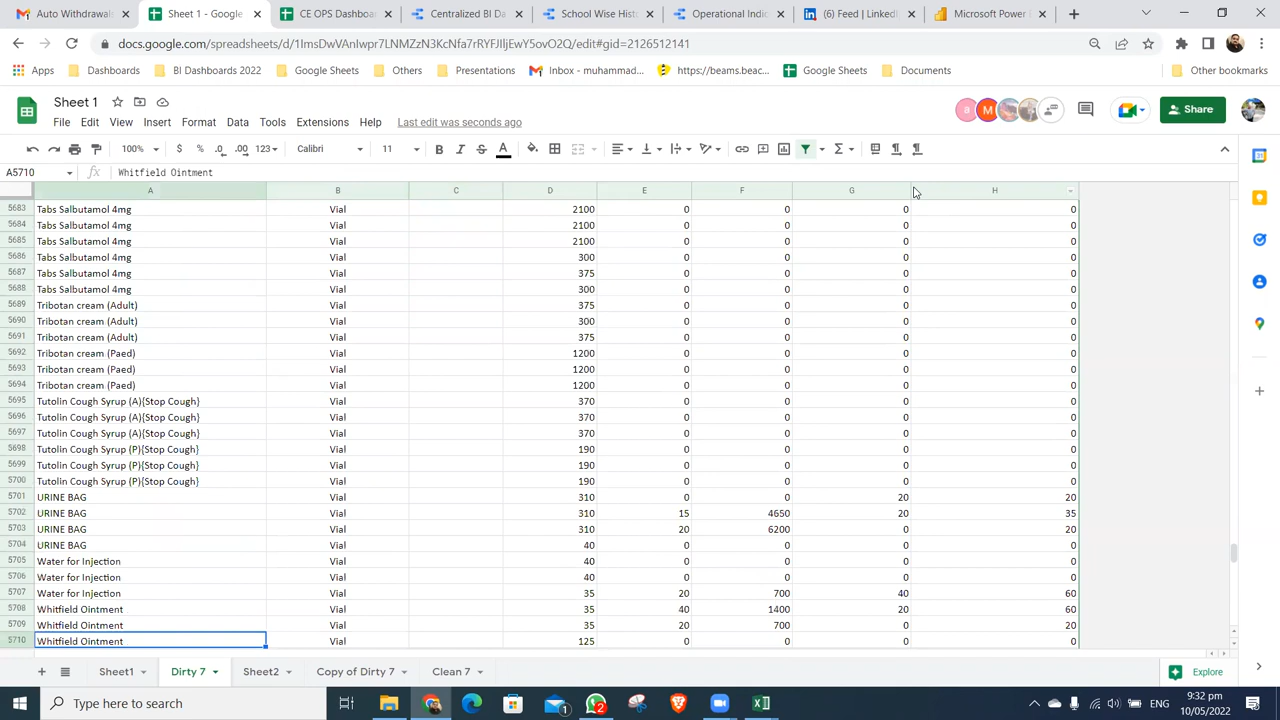 Auto Withdrawals
Sheet 1 - Google
CE OPS Dashboa
Centralized BI Da
School Wise Hist
Operational Indi
(6) Feed | LinkedI
Microsoft Power
docs.google.com/spreadsheets/d/
/edit#gid=2126512141
Apps
Dashboards
BI Dashboards 2022
Google Sheets
Others
Presentations
Inbox - muhammad...
https://beams.beac...
Google Sheets
Documents
Other bookmarks
Sheet 1
File Edit View Insert Format Data Tools Extensions Help Last edit was seconds ago
a M
Share
100% $ % .0 .00 123 Calibri 11 B I S A
A5710 fx Whitfield Ointment
A B C D E F G H
5683 Tabs Salbutamol 4mg Vial 2100 0 0 0 0
5684 Tabs Salbutamol 4mg Vial 2100 0 0 0 0
5685 Tabs Salbutamol 4mg Vial 2100 0 0 0 0
5686 Tabs Salbutamol 4mg Vial 300 0 0 0 0
5687 Tabs Salbutamol 4mg Vial 375 0 0 0 0
5688 Tabs Salbutamol 4mg Vial 300 0 0 0 0
5689 Tribotan cream (Adult) Vial 375 0 0 0 0
5690 Tribotan cream (Adult) Vial 300 0 0 0 0
5691 Tribotan cream (Adult) Vial 375 0 0 0 0
5692 Tribotan cream (Paed) Vial 1200 0 0 0 0
5693 Tribotan cream (Paed) Vial 1200 0 0 0 0
5694 Tribotan cream (Paed) Vial 1200 0 0 0 0
5695 Tutolin Cough Syrup (A){Stop Cough} Vial 370 0 0 0 0
5696 Tutolin Cough Syrup (A){Stop Cough} Vial 370 0 0 0 0
5697 Tutolin Cough Syrup (A){Stop Cough} Vial 370 0 0 0 0
5698 Tutolin Cough Syrup (P){Stop Cough} Vial 190 0 0 0 0
5699 Tutolin Cough Syrup (P){Stop Cough} Vial 190 0 0 0 0
5700 Tutolin Cough Syrup (P){Stop Cough} Vial 190 0 0 0 0
5701 URINE BAG Vial 310 0 0 20 20
5702 URINE BAG Vial 310 15 4650 20 35
5703 URINE BAG Vial 310 20 6200 0 20
5704 URINE BAG Vial 40 0 0 0 0
5705 Water for Injection Vial 40 0 0 0 0
5706 Water for Injection Vial 40 0 0 0 0
5707 Water for Injection Vial 35 20 700 40 60
5708 Whitfield Ointment Vial 35 40 1400 20 60
5709 Whitfield Ointment Vial 35 20 700 0 20
5710 Whitfield Ointment Vial 125 0 0 0 0
Sheet1 Dirty 7 Sheet2 Copy of Dirty 7 Clean 7
Explore
Type here to search
1
2
ENG
9:32 pm
10/05/2022